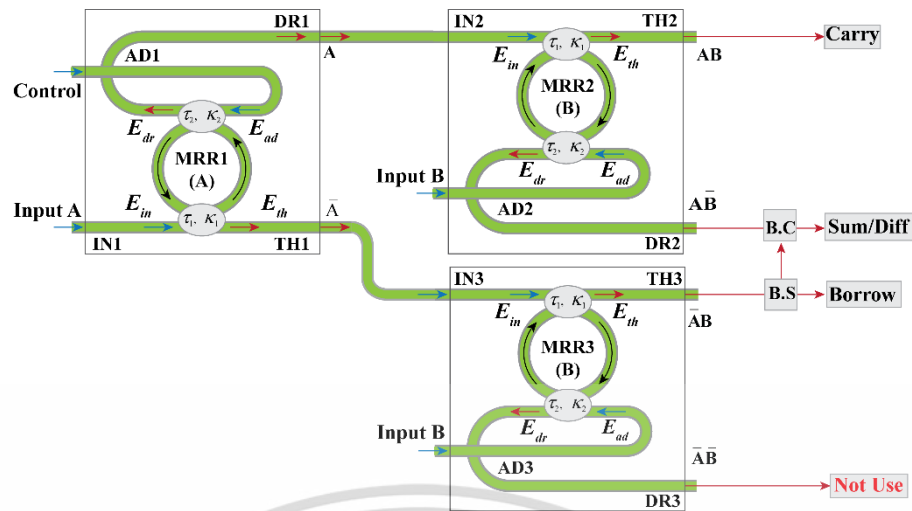 DR1
A
AD1
Control
τ₂, κ₂
E_dr
E_ad
MRR1
(A)
Input A
E_in
τ₁, κ₁
E_th
A̅
IN1
TH1
IN2
TH2
τ₁, κ₁
E_in
E_th
AB
Carry
MRR2
(B)
τ₂, κ₂
E_dr
E_ad
Input B
AD2
AB̅
DR2
B.C
Sum/Diff
IN3
TH3
τ₁, κ₁
B.S
Borrow
E_in
E_th
A̅B
MRR3
(B)
τ₂, κ₂
E_dr
E_ad
Input B
AD3
A̅B̅
DR3
Not Use